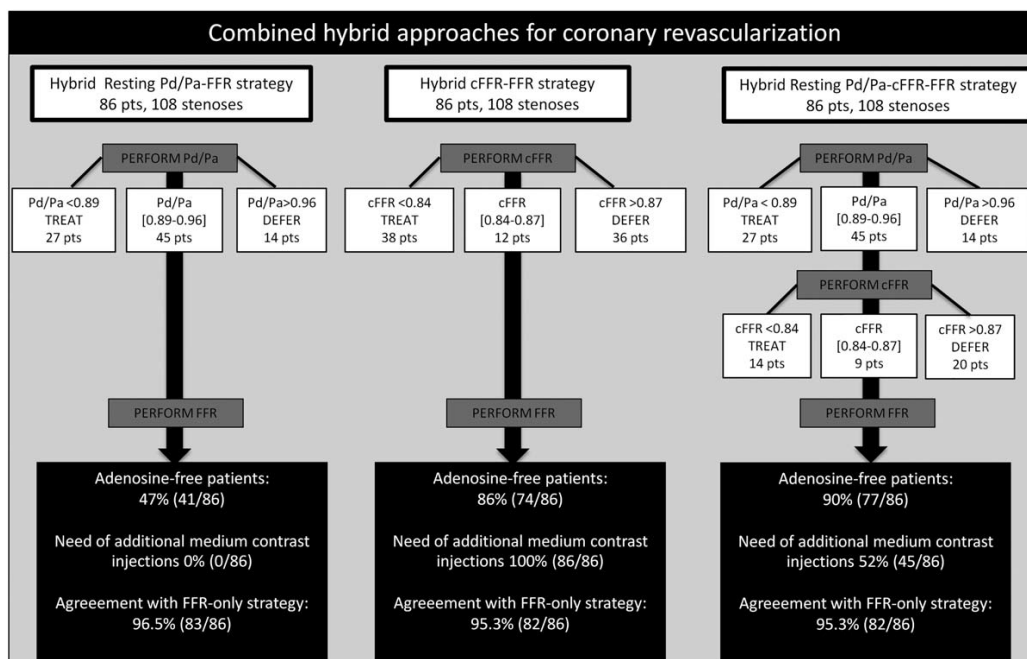 Combined hybrid approaches for coronary revascularization
Hybrid Resting Pd/Pa-FFR strategy
86 pts, 108 stenoses
PERFORM Pd/Pa
Pd/Pa <0.89
TREAT
27 pts
Pd/Pa
[0.89-0.96]
45 pts
Pd/Pa>0.96
DEFER
14 pts
PERFORM FFR
Adenosine-free patients:
47% (41/86)
Need of additional medium contrast
injections 0% (0/86)
Agreeement with FFR-only strategy:
96.5% (83/86)
Hybrid cFFR-FFR strategy
86 pts, 108 stenoses
PERFORM cFFR
cFFR <0.84
TREAT
38 pts
cFFR
[0.84-0.87]
12 pts
cFFR >0.87
DEFER
36 pts
PERFORM FFR
Adenosine-free patients:
86% (74/86)
Need of additional medium contrast
injections 100% (86/86)
Agreeement with FFR-only strategy:
95.3% (82/86)
Hybrid Resting Pd/Pa-cFFR-FFR strategy
86 pts, 108 stenoses
PERFORM Pd/Pa
Pd/Pa < 0.89
TREAT
27 pts
Pd/Pa
[0.89-0.96]
45 pts
Pd/Pa>0.96
DEFER
14 pts
PERFORM cFFR
cFFR <0.84
TREAT
14 pts
cFFR
[0.84-0.87]
9 pts
cFFR >0.87
DEFER
20 pts
PERFORM FFR
Adenosine-free patients:
90% (77/86)
Need of additional medium contrast
injections 52% (45/86)
Agreeement with FFR-only strategy:
95.3% (82/86)